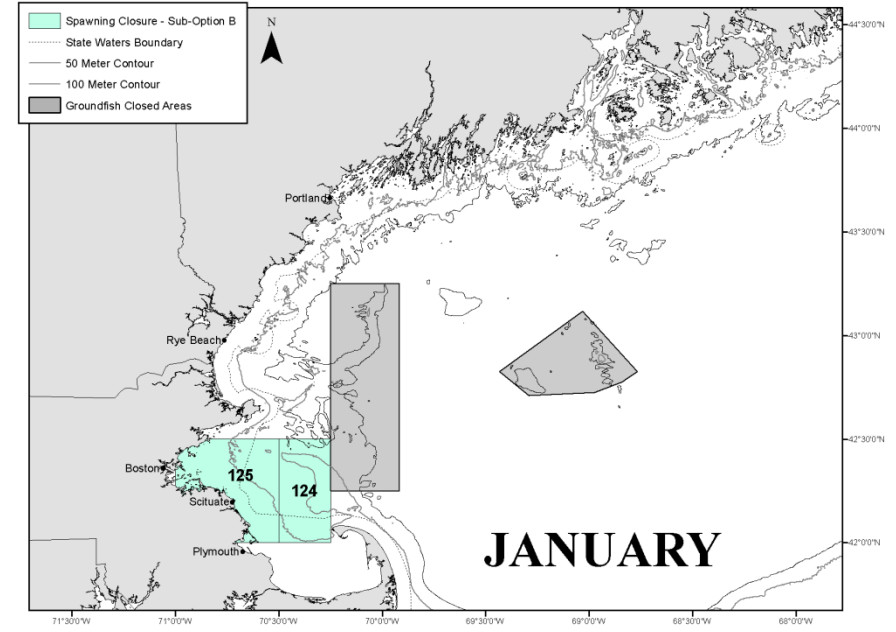 Spawning Closure - Sub-Option B
State Waters Boundary
50 Meter Contour
100 Meter Contour
Groundfish Closed Areas
N
44°30'0"N
44°0'0"N
Portland
43°30'0"N
Rye Beach
43°0'0"N
42°30'0"N
Boston
125
124
Scituate
Plymouth
42°0'0"N
JANUARY
71°30'0"W 71°0'0"W 70°30'0"W 70°0'0"W 69°30'0"W 69°0'0"W 68°30'0"W 68°0'0"W